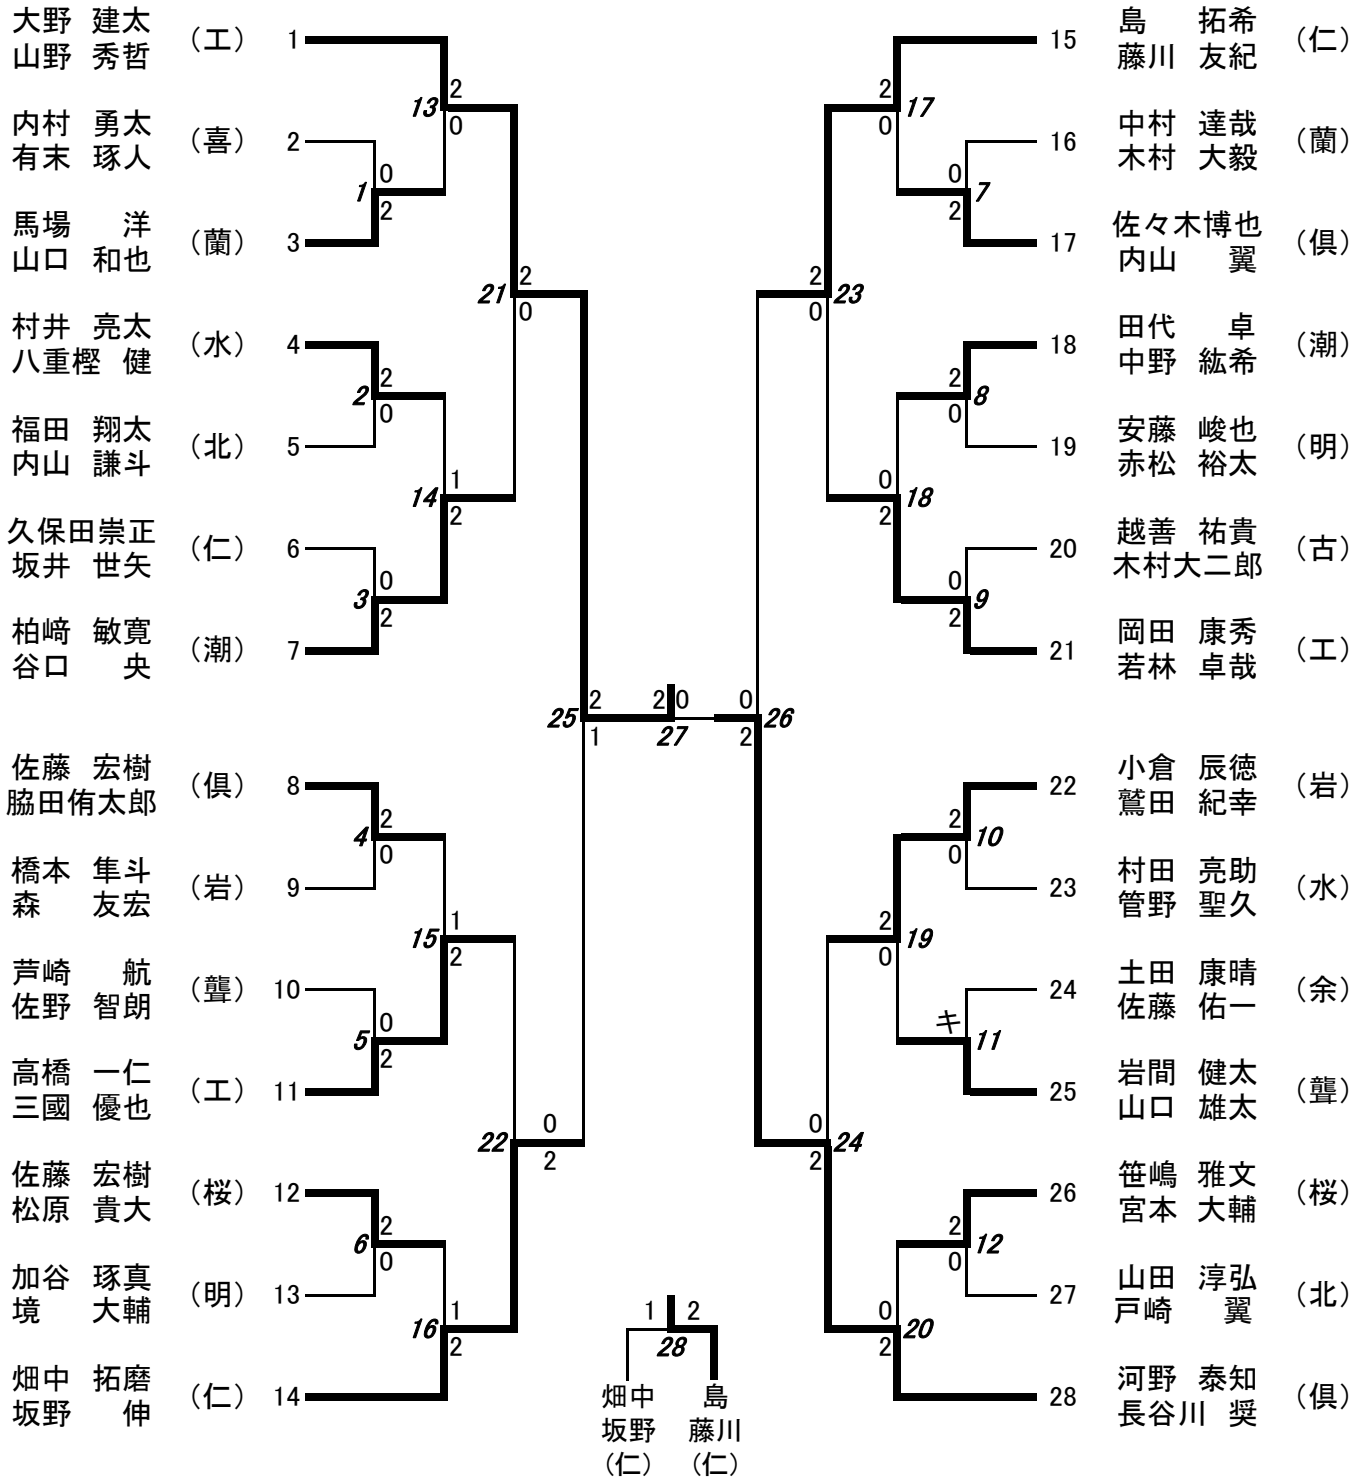 大野 建太
山野 秀哲
（工） 1
内村 勇太
有末 琢人
（喜） 2
馬場 洋
山口 和也
（蘭） 3
村井 亮太
八重樫 健
（水） 4
福田 翔太
内山 謙斗
（北） 5
久保田崇正
坂井 世矢
（仁） 6
柏﨑 敏寛
谷口 央
（潮） 7
佐藤 宏樹
脇田侑太郎
（倶） 8
橋本 隼斗
森 友宏
（岩） 9
芦崎 航
佐野 智朗
（聾） 10
高橋 一仁
三國 優也
（工） 11
佐藤 宏樹
松原 貴大
（桜） 12
加谷 琢真
境 大輔
（明） 13
畑中 拓磨
坂野 伸
（仁） 14
0
1
2
2
2
0
0
3
2
2
4
0
0
5
2
2
6
0
2
13
0
1
14
2
1
15
2
1
16
2
2
21
0
0
22
2
2
25
1
2 0
27
0
26
2
1 2
28
畑中
坂野
（仁）
島
藤川
（仁）
2
23
0
0
24
2
2
17
0
0
18
2
2
19
0
0
20
2
0
7
2
2
8
0
0
9
2
2
10
0
キ
11
2
12
0
15
島 拓希
藤川 友紀
（仁）
16
中村 達哉
木村 大毅
（蘭）
17
佐々木博也
内山 翼
（倶）
18
田代 卓
中野 紘希
（潮）
19
安藤 峻也
赤松 裕太
（明）
20
越善 祐貴
木村大二郎
（古）
21
岡田 康秀
若林 卓哉
（工）
22
小倉 辰徳
鷲田 紀幸
（岩）
23
村田 亮助
管野 聖久
（水）
24
土田 康晴
佐藤 佑一
（余）
25
岩間 健太
山口 雄太
（聾）
26
笹嶋 雅文
宮本 大輔
（桜）
27
山田 淳弘
戸崎 翼
（北）
28
河野 泰知
長谷川 奨
（倶）